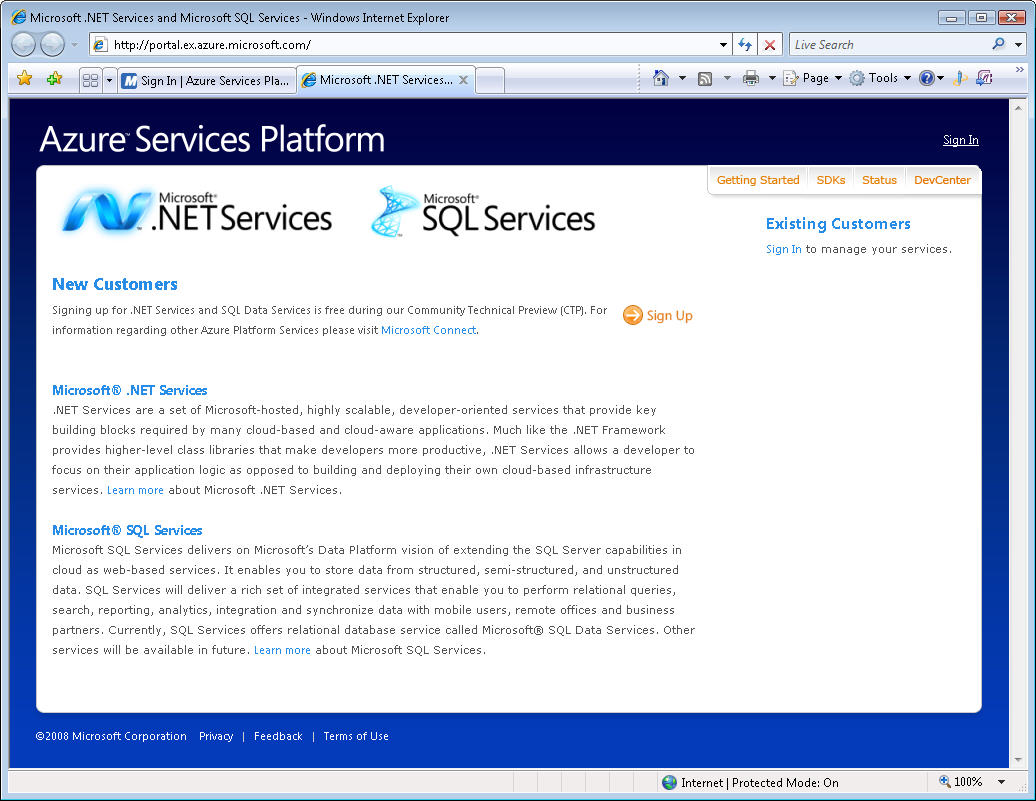 Microsoft .NET Services and Microsoft SQL Services - Windows Internet Explorer
http://portal.ex.azure.microsoft.com/
Live Search
Sign In | Azure Services Pla...
Microsoft .NET Services...
Page
Tools
Azure™ Services Platform
Sign In
Getting Started
SDKs
Status
DevCenter
Microsoft®
.NET Services
Microsoft®
SQL Services
Existing Customers
Sign In to manage your services.
New Customers
Signing up for .NET Services and SQL Data Services is free during our Community Technical Preview (CTP). For
information regarding other Azure Platform Services please visit Microsoft Connect.
Sign Up
Microsoft® .NET Services
.NET Services are a set of Microsoft-hosted, highly scalable, developer-oriented services that provide key
building blocks required by many cloud-based and cloud-aware applications. Much like the .NET Framework
provides higher-level class libraries that make developers more productive, .NET Services allows a developer to
focus on their application logic as opposed to building and deploying their own cloud-based infrastructure
services. Learn more about Microsoft .NET Services.
Microsoft® SQL Services
Microsoft SQL Services delivers on Microsoft's Data Platform vision of extending the SQL Server capabilities in
cloud as web-based services. It enables you to store data from structured, semi-structured, and unstructured
data. SQL Services will deliver a rich set of integrated services that enable you to perform relational queries,
search, reporting, analytics, integration and synchronize data with mobile users, remote offices and business
partners. Currently, SQL Services offers relational database service called Microsoft® SQL Data Services. Other
services will be available in future. Learn more about Microsoft SQL Services.
©2008 Microsoft Corporation Privacy | Feedback | Terms of Use
Internet | Protected Mode: On
100%